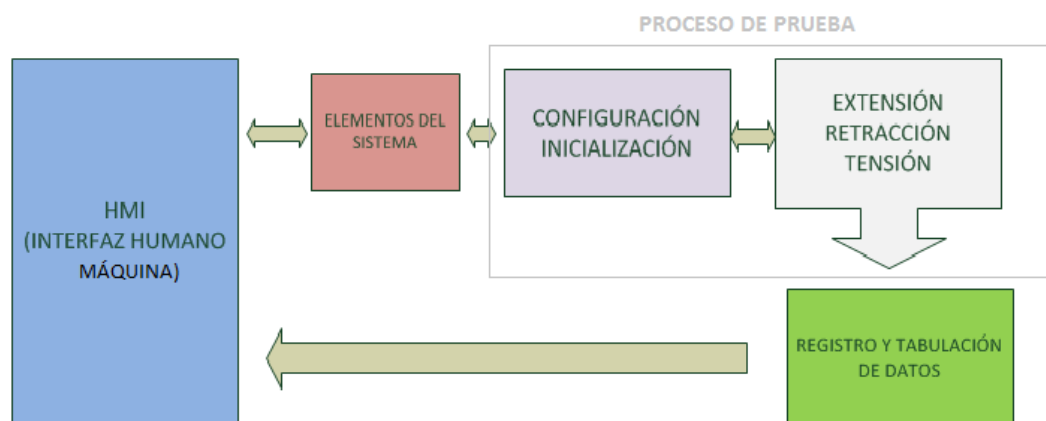 PROCESO DE PRUEBA
HMI
(INTERFAZ HUMANO
MÁQUINA)
ELEMENTOS DEL
SISTEMA
CONFIGURACIÓN
INICIALIZACIÓN
EXTENSIÓN
RETRACCIÓN
TENSIÓN
REGISTRO Y TABULACIÓN
DE DATOS